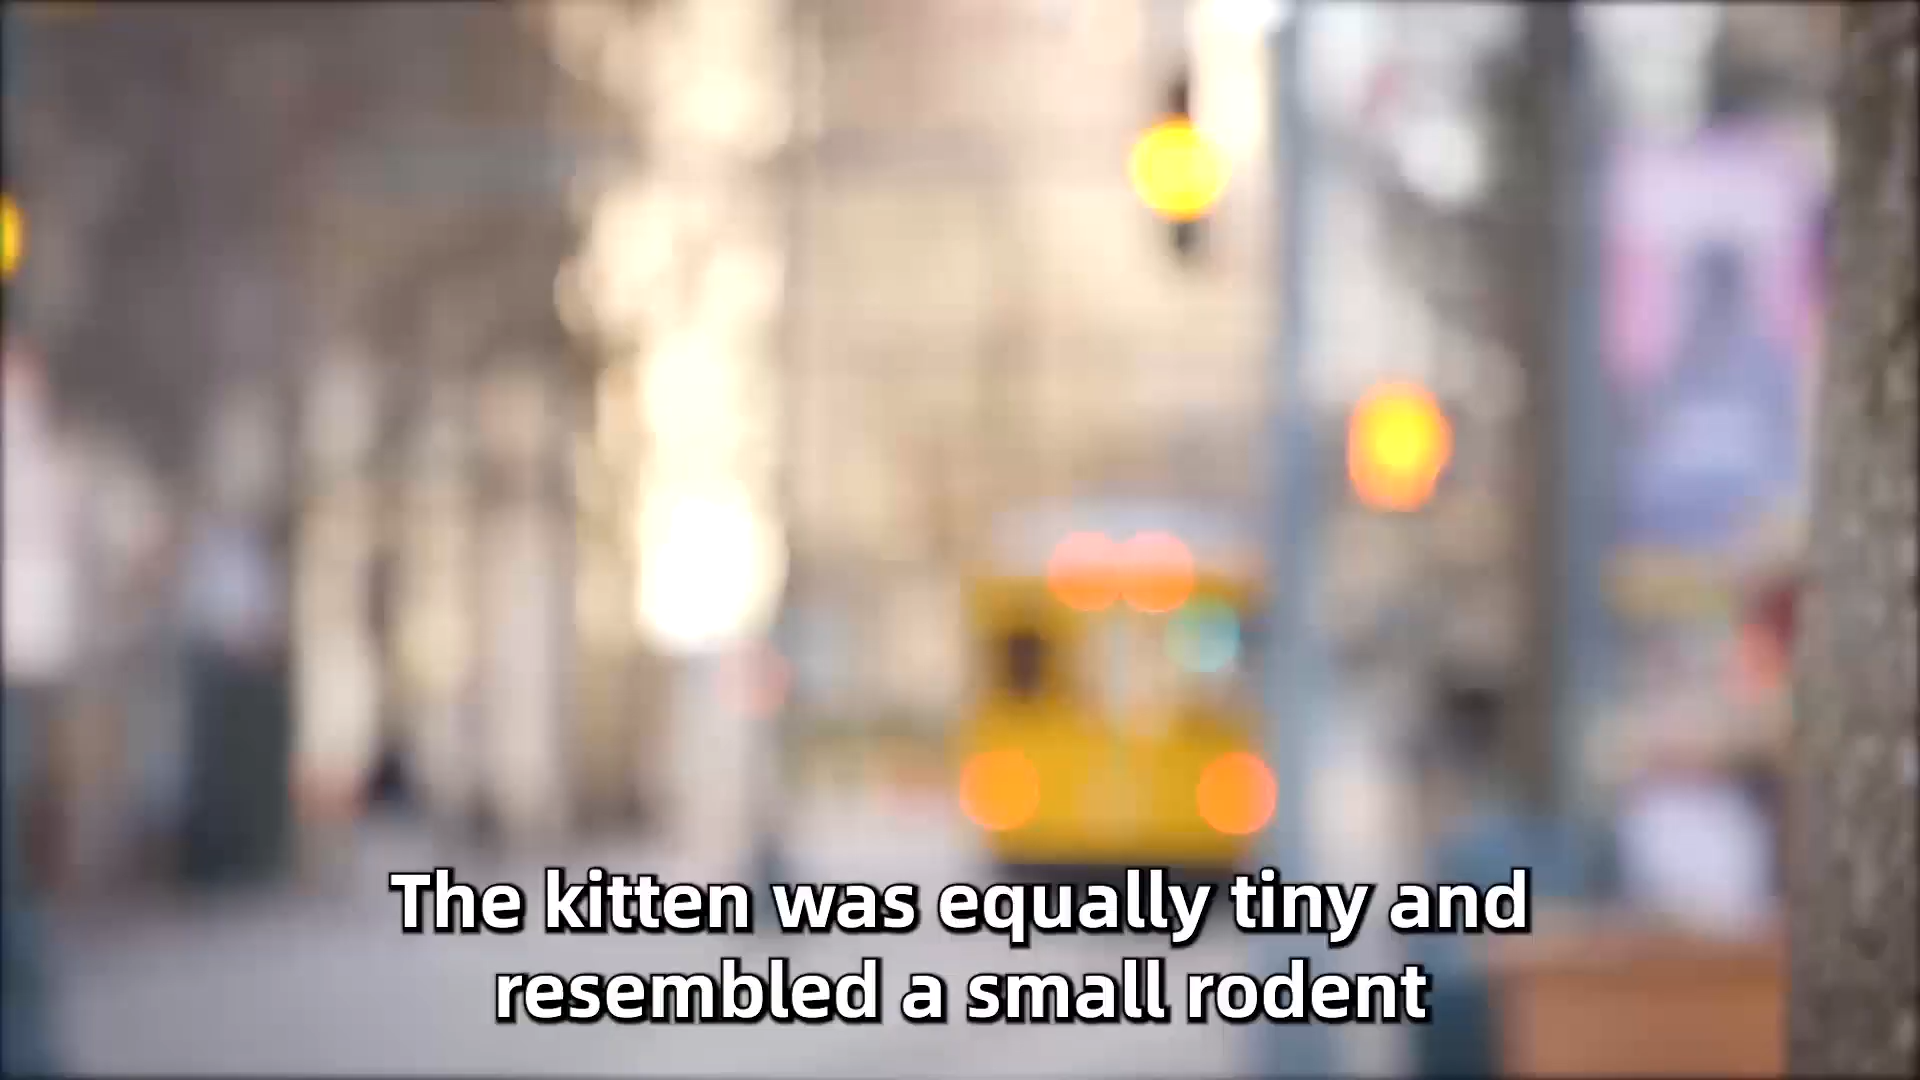 The kitten was equally tiny and
resembled a small rodent